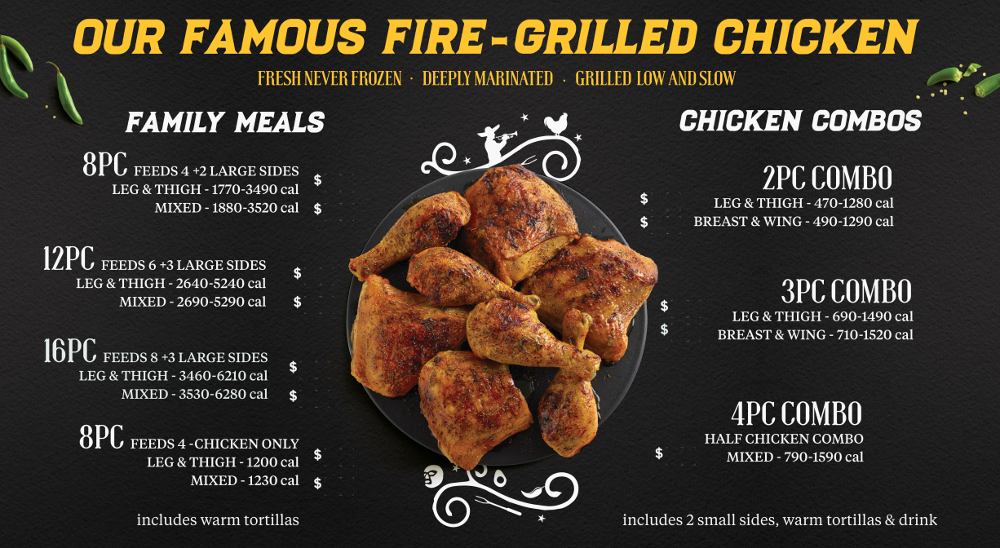 OUR FAMOUS FIRE-GRILLED CHICKEN
FRESH NEVER FROZEN · DEEPLY MARINATED · GRILLED LOW AND SLOW
FAMILY MEALS
8PC FEEDS 4 +2 LARGE SIDES
LEG & THIGH - 1770-3490 cal $
MIXED - 1880-3520 cal $
12PC FEEDS 6 +3 LARGE SIDES
LEG & THIGH - 2640-5240 cal $
MIXED - 2690-5290 cal $
16PC FEEDS 8 +3 LARGE SIDES
LEG & THIGH - 3460-6210 cal $
MIXED - 3530-6280 cal $
8PC FEEDS 4 -CHICKEN ONLY
LEG & THIGH - 1200 cal $
MIXED - 1230 cal $
includes warm tortillas
CHICKEN COMBOS
2PC COMBO
$ LEG & THIGH - 470-1280 cal
$ BREAST & WING - 490-1290 cal
3PC COMBO
$ LEG & THIGH - 690-1490 cal
$ BREAST & WING - 710-1520 cal
4PC COMBO
HALF CHICKEN COMBO
$ MIXED - 790-1590 cal
includes 2 small sides, warm tortillas & drink